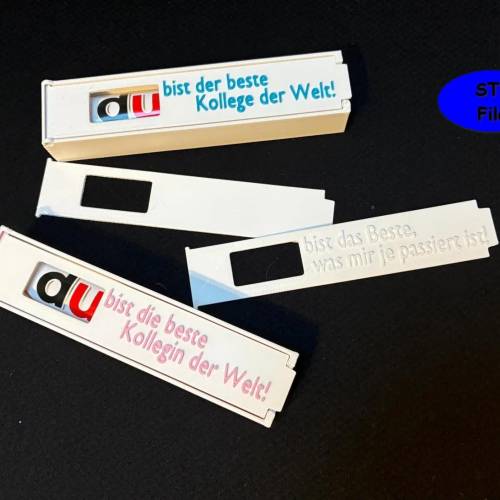 du bist der beste
Kollege der Welt!
bist das Beste,
was mir je passiert ist!
du bist die beste
Kollegin der Welt!